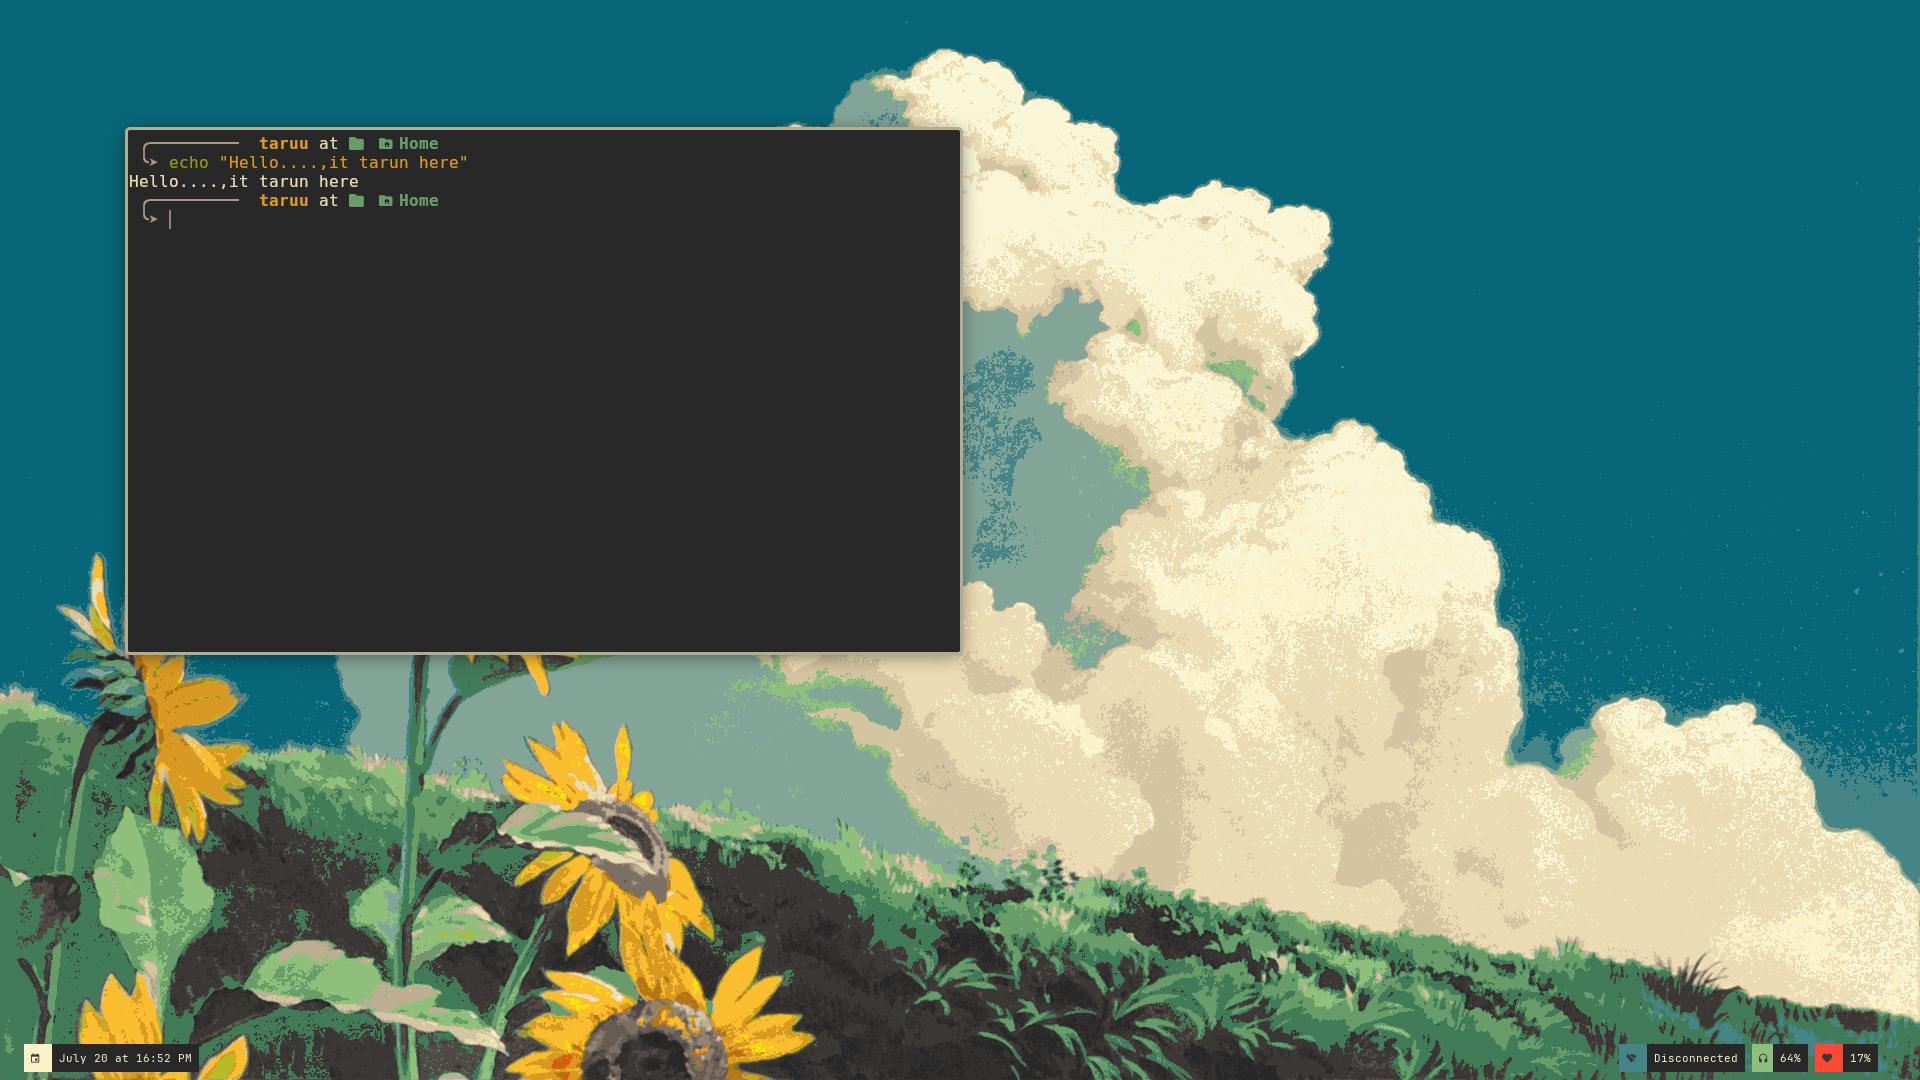 taruu at Home
echo "Hello....,it tarun here"
Hello....,it tarun here
taruu at Home
July 20 at 16:52 PM
Disconnected
64%
17%